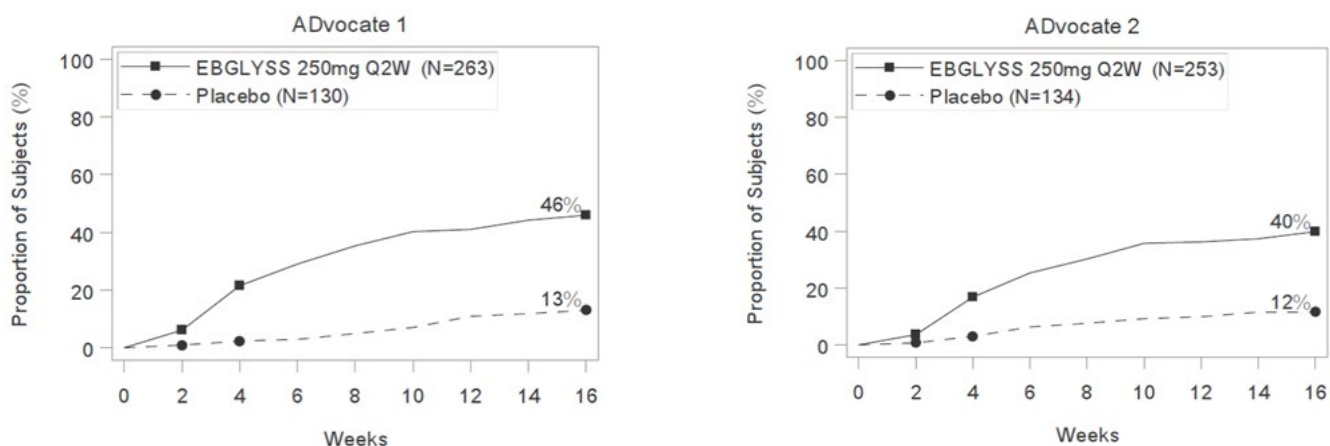 ADvocate 1
EBGLYSS 250mg Q2W (N=263)
Placebo (N=130)
Proportion of Subjects (%)
100
80
60
40
20
0
46%
13%
0 2 4 6 8 10 12 14 16
Weeks
ADvocate 2
EBGLYSS 250mg Q2W (N=253)
Placebo (N=134)
Proportion of Subjects (%)
100
80
60
40
20
0
40%
12%
0 2 4 6 8 10 12 14 16
Weeks